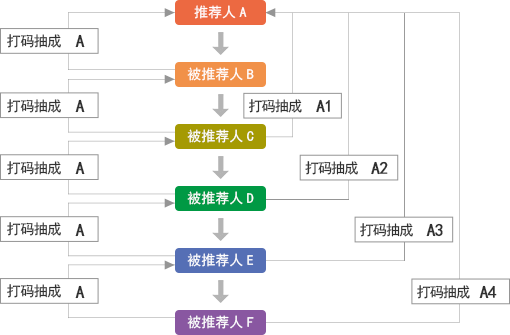 推荐人 A
打码抽成 A
被推荐人 B
打码抽成 A
打码抽成 A1
被推荐人 C
打码抽成 A
打码抽成 A2
被推荐人 D
打码抽成 A
打码抽成 A3
被推荐人 E
打码抽成 A
打码抽成 A4
被推荐人 F